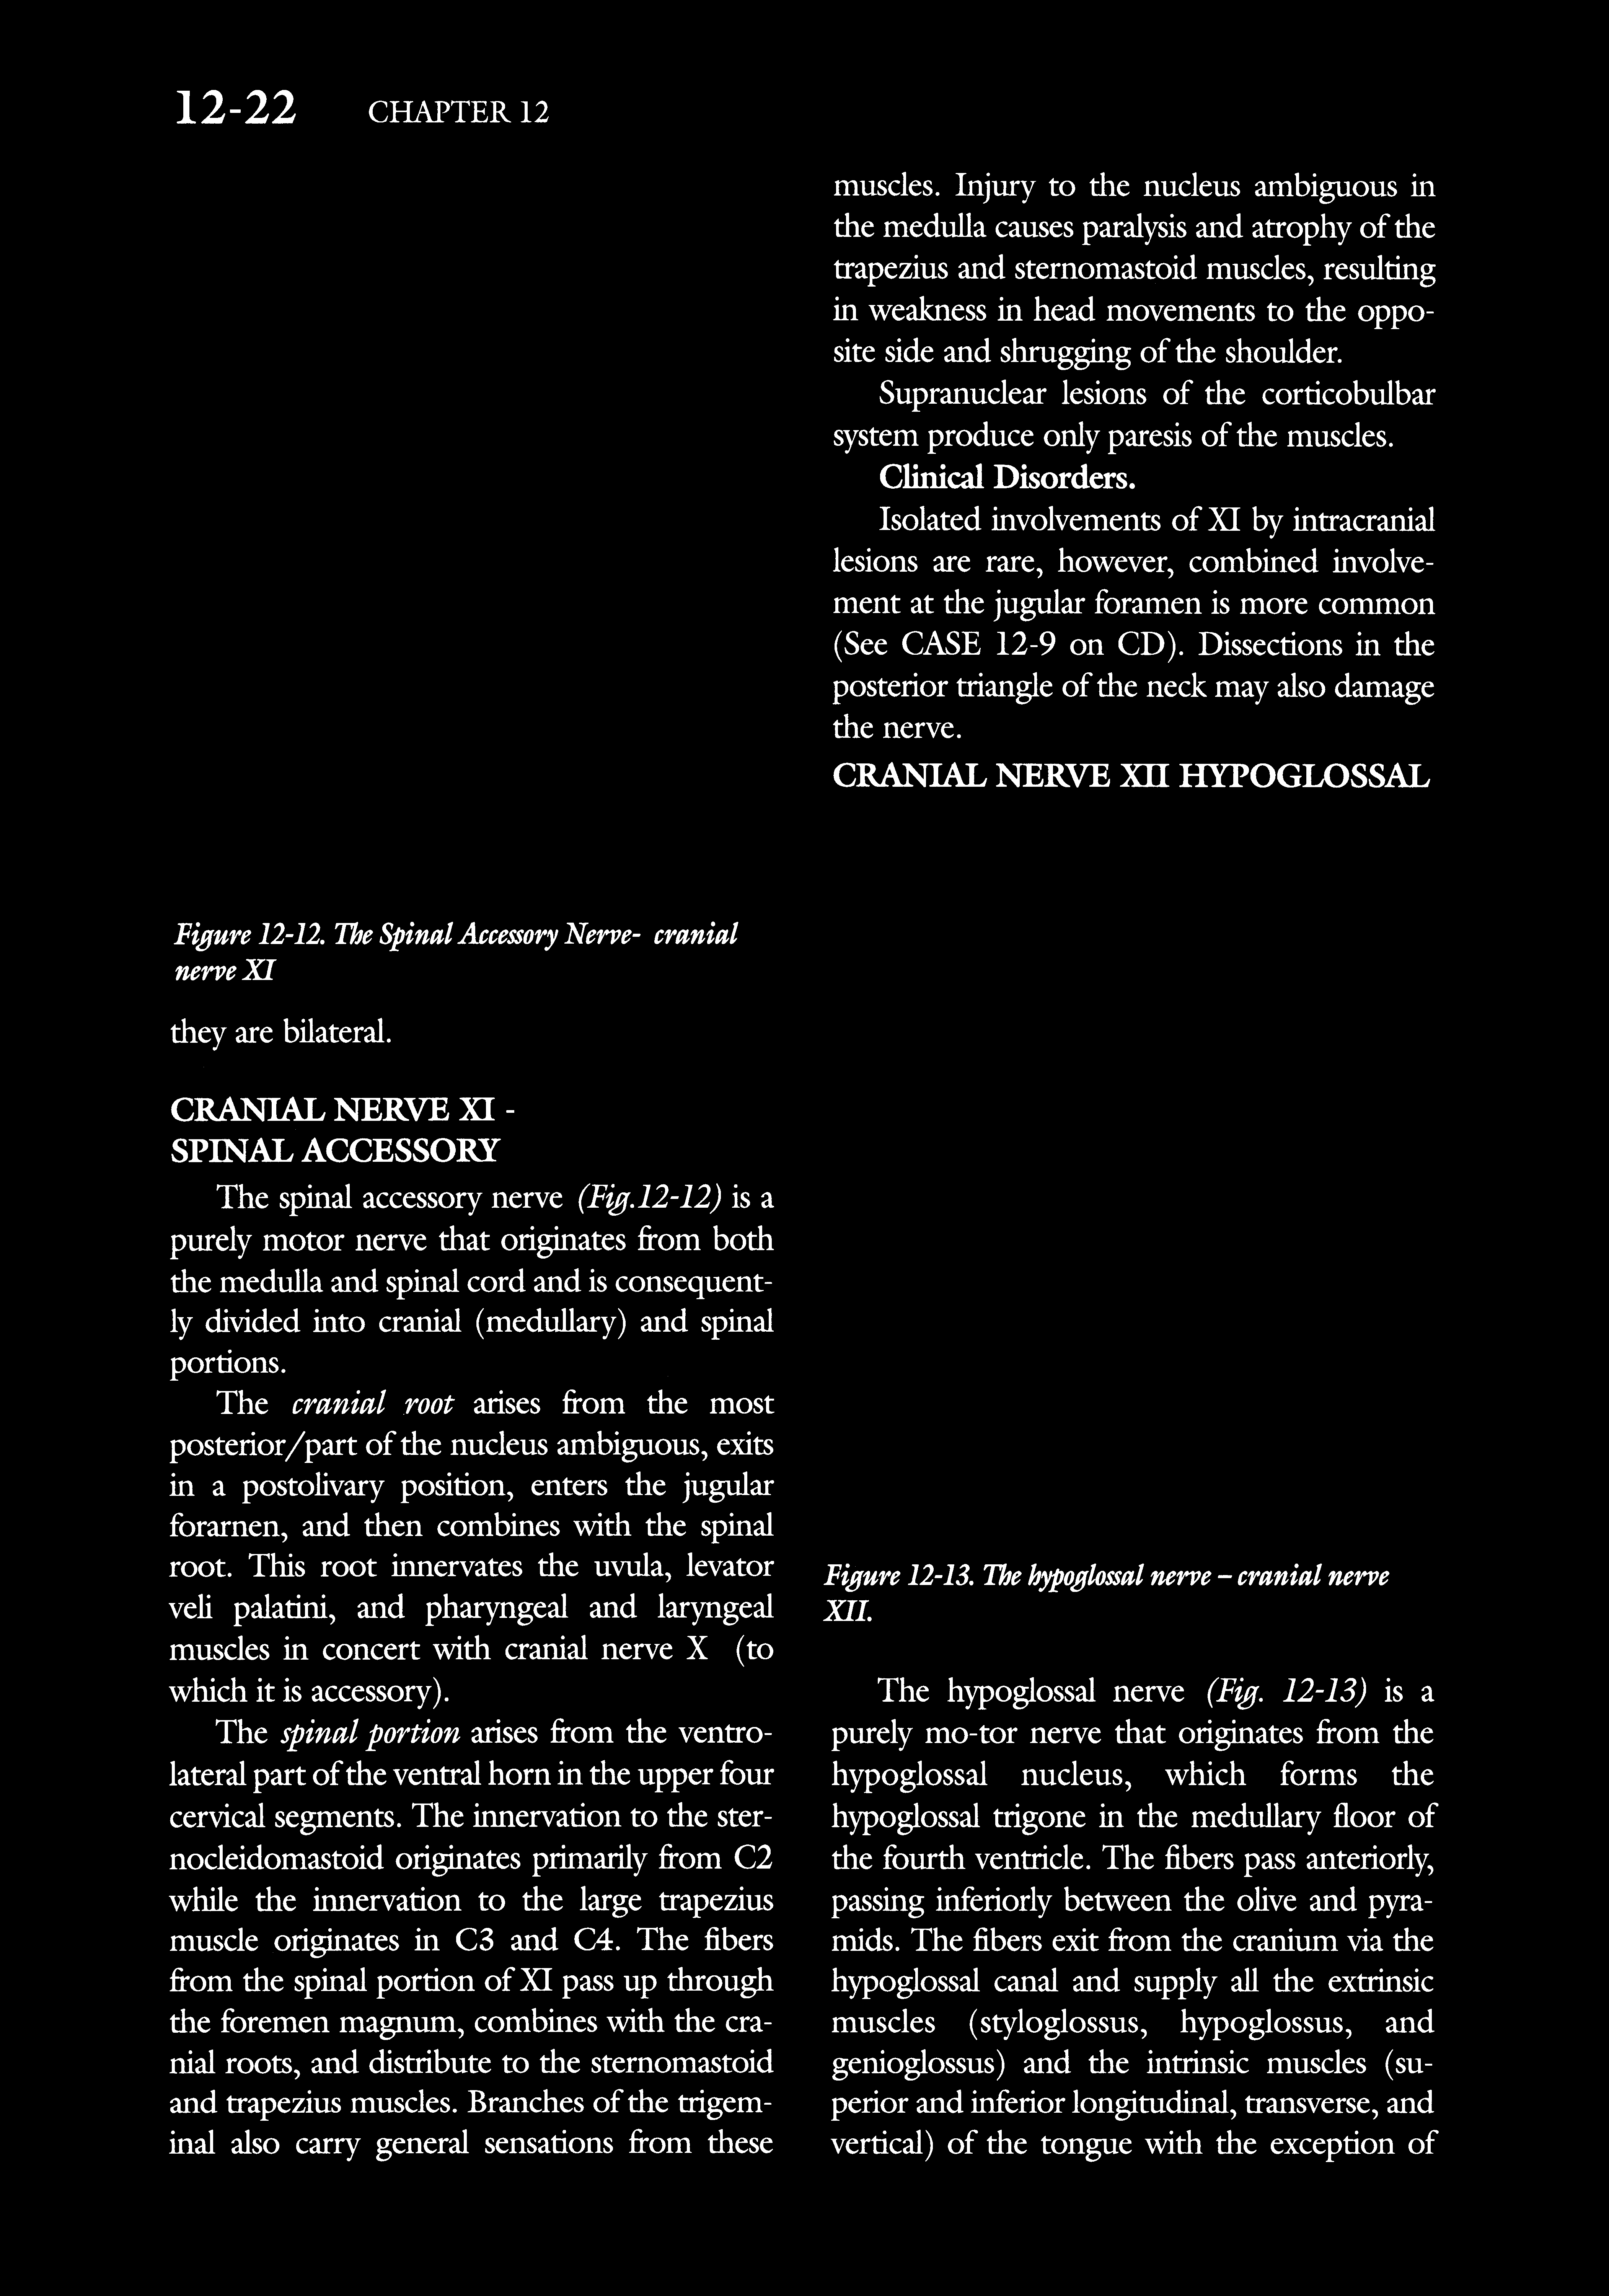 12-22 CHAPTER 12
Figure 12-12. The Spinal Accessory Nerve- cranial
nerve XI
they are bilateral.
CRANIAL NERVE XI -
SPINAL ACCESSORY
The spinal accessory nerve (Fig.12-12) is a
purely motor nerve that originates from both
the medulla and spinal cord and is consequent-
ly divided into cranial (medullary) and spinal
portions.
The cranial root arises from the most
posterior/part of the nucleus ambiguous, exits
in a postolivary position, enters the jugular
forarnen, and then combines with the spinal
root. This root innervates the uvula, levator
veli palatini, and pharyngeal and laryngeal
muscles in concert with cranial nerve X (to
which it is accessory).
The spinal portion arises from the ventro-
lateral part of the ventral horn in the upper four
cervical segments. The innervation to the ster-
nocleidomastoid originates primarily from C2
while the innervation to the large trapezius
muscle originates in C3 and C4. The fibers
from the spinal portion of XI pass up through
the foremen magnum, combines with the cra-
nial roots, and distribute to the sternomastoid
and trapezius muscles. Branches of the trigem-
inal also carry general sensations from these
muscles. Injury to the nucleus ambiguous in
the medulla causes paralysis and atrophy of the
trapezius and sternomastoid muscles, resulting
in weakness in head movements to the oppo-
site side and shrugging of the shoulder.
Supranuclear lesions of the corticobulbar
system produce only paresis of the muscles.
Clinical Disorders.
Isolated involvements of XI by intracranial
lesions are rare, however, combined involve-
ment at the jugular foramen is more common
(See CASE 12-9 on CD). Dissections in the
posterior triangle of the neck may also damage
the nerve.
CRANIAL NERVE XII HYPOGLOSSAL
Figure 12-13. The hypoglossal nerve – cranial nerve
XII.
The hypoglossal nerve (Fig. 12-13) is a
purely mo-tor nerve that originates from the
hypoglossal nucleus, which forms the
hypoglossal trigone in the medullary floor of
the fourth ventricle. The fibers pass anteriorly,
passing inferiorly between the olive and pyra-
mids. The fibers exit from the cranium via the
hypoglossal canal and supply all the extrinsic
muscles (styloglossus, hypoglossus, and
genioglossus) and the intrinsic muscles (su-
perior and inferior longitudinal, transverse, and
vertical) of the tongue with the exception of